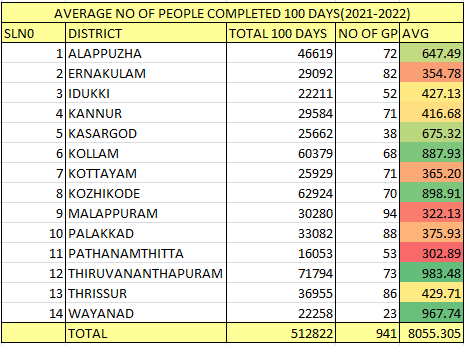 AVERAGE NO OF PEOPLE COMPLETED 100 DAYS(2021-2022)
SLN0 DISTRICT TOTAL 100 DAYS NO OF GP AVG
1 ALAPPUZHA 46619 72 647.49
2 ERNAKULAM 29092 82 354.78
3 IDUKKI 22211 52 427.13
4 KANNUR 29584 71 416.68
5 KASARGOD 25662 38 675.32
6 KOLLAM 60379 68 887.93
7 KOTTAYAM 25929 71 365.20
8 KOZHIKODE 62924 70 898.91
9 MALAPPURAM 30280 94 322.13
10 PALAKKAD 33082 88 375.93
11 PATHANAMTHITTA 16053 53 302.89
12 THIRUVANANTHAPURAM 71794 73 983.48
13 THRISSUR 36955 86 429.71
14 WAYANAD 22258 23 967.74
TOTAL 512822 941 8055.305